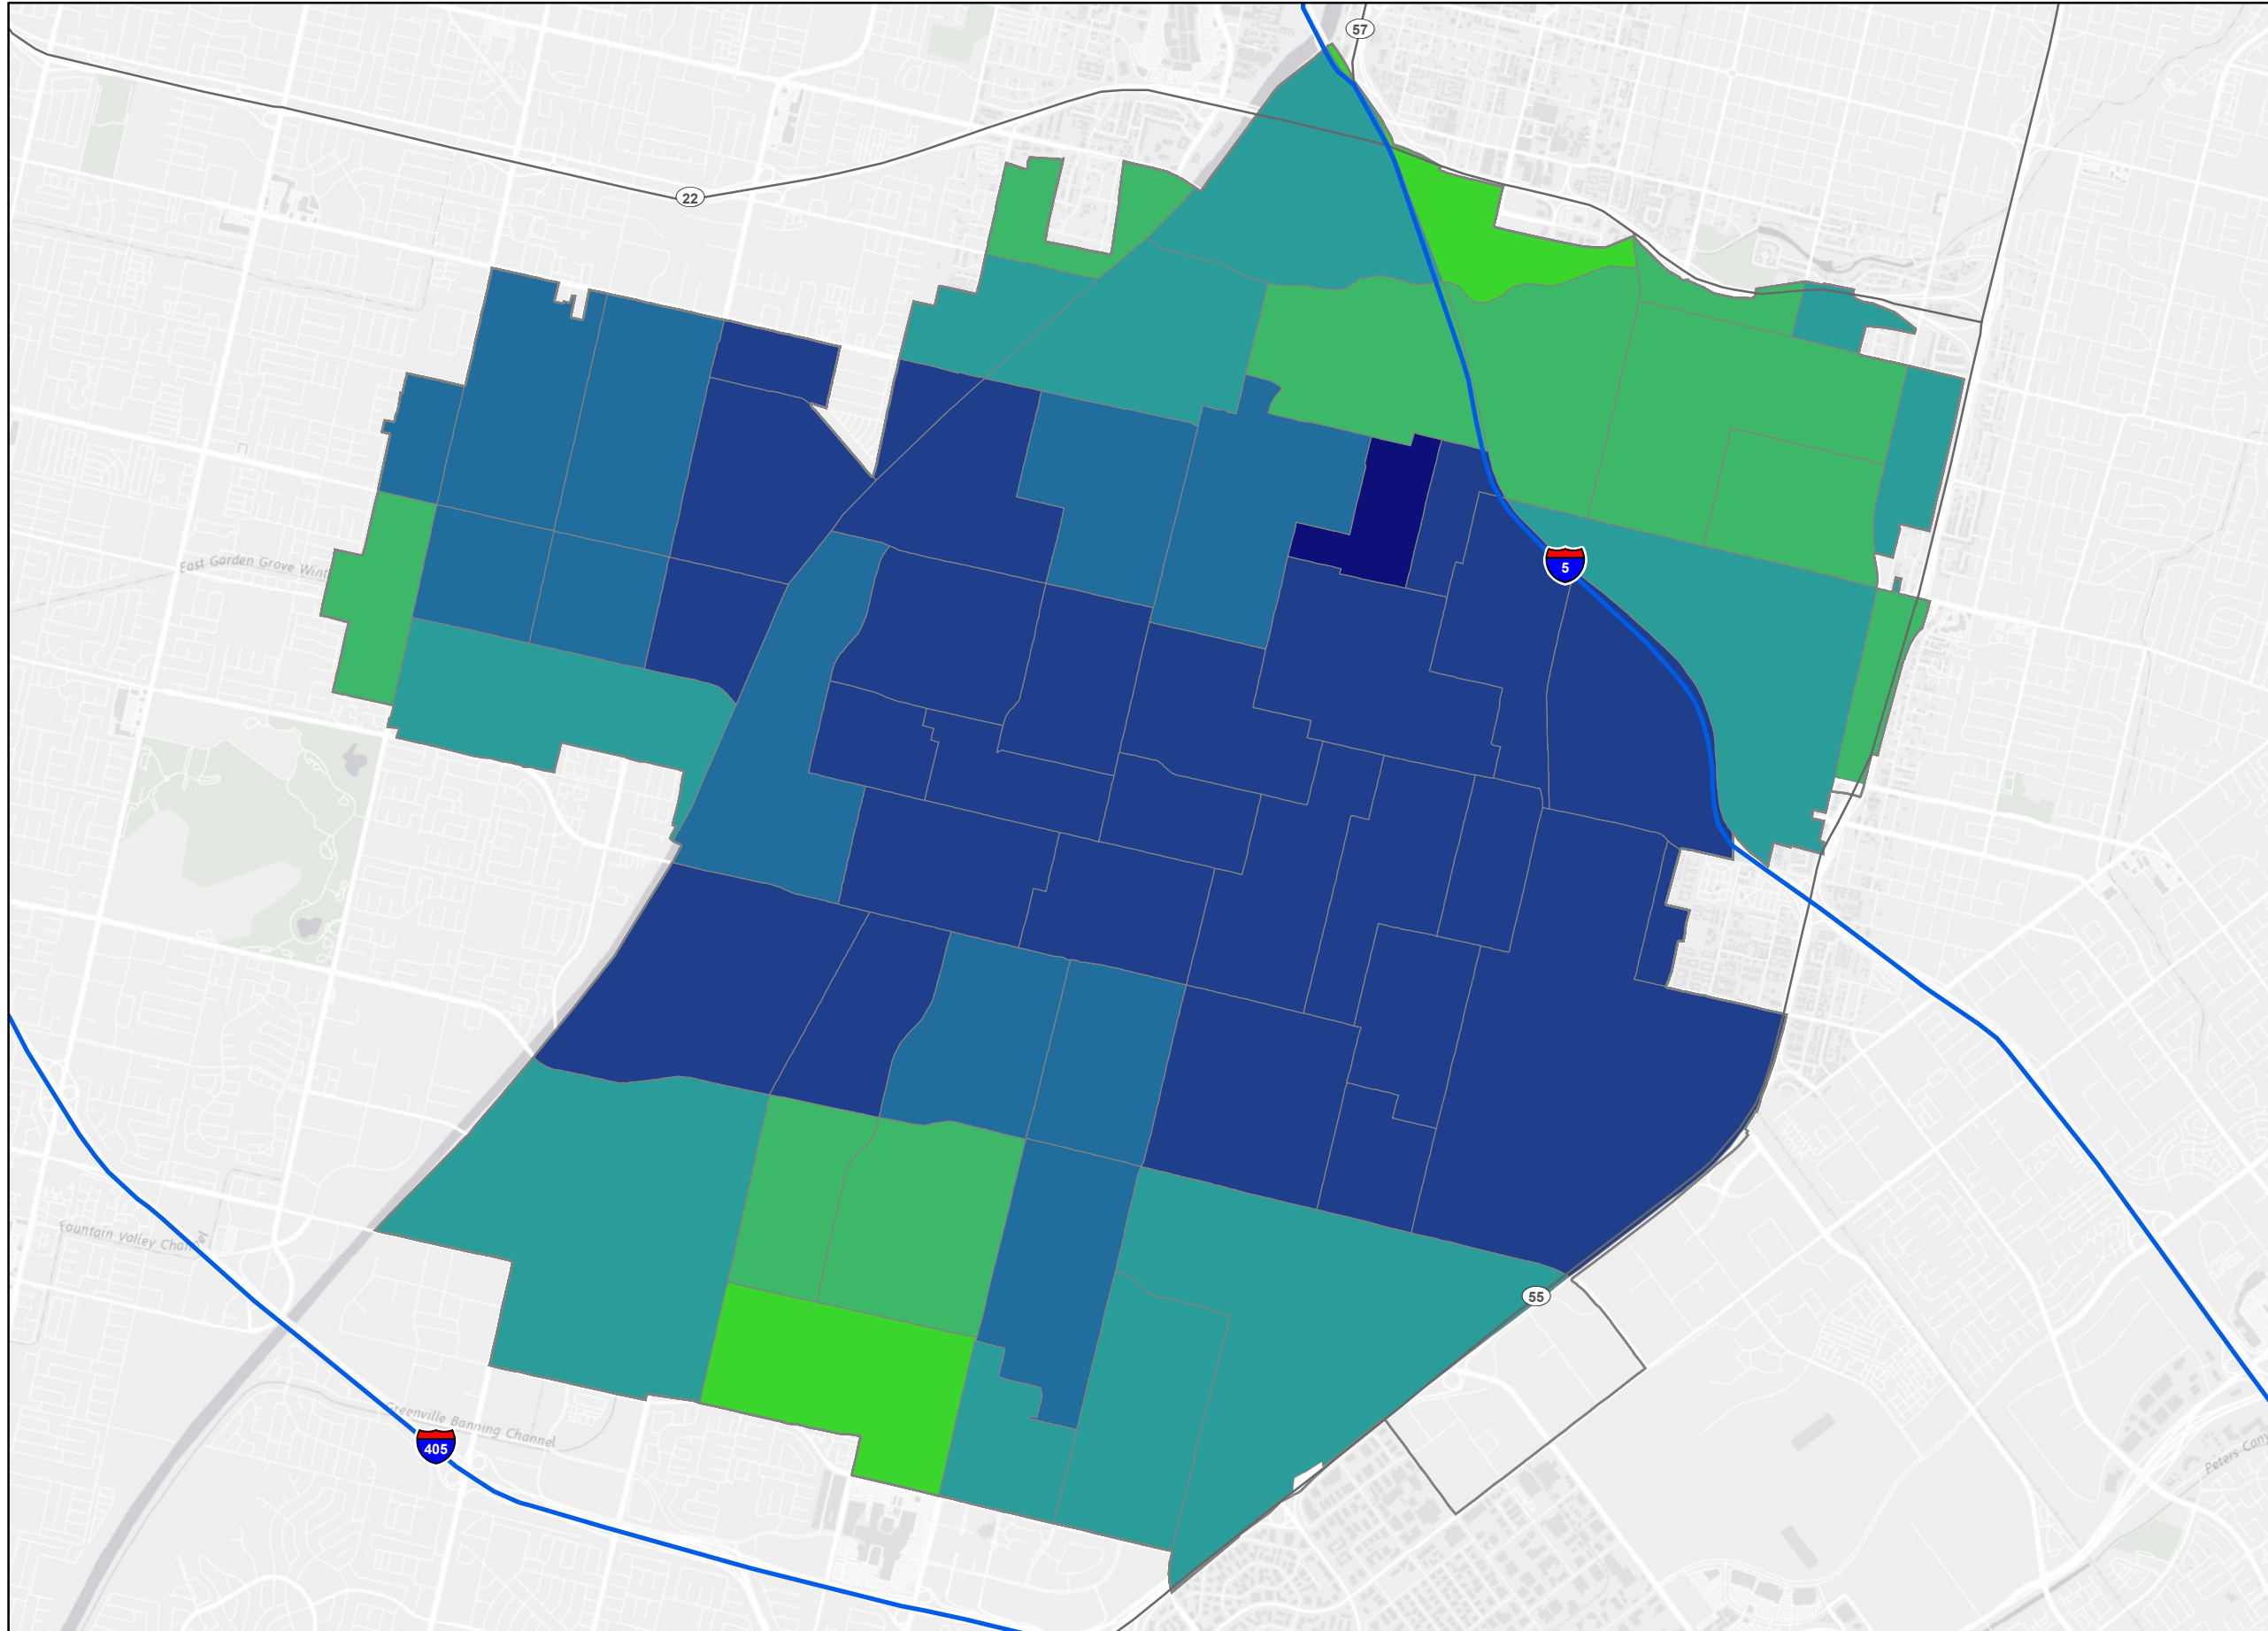 57
22
East Garden Grove Wint
5
Fountain Valley Channel
55
Greenville Banning Channel
405
Peters Cany